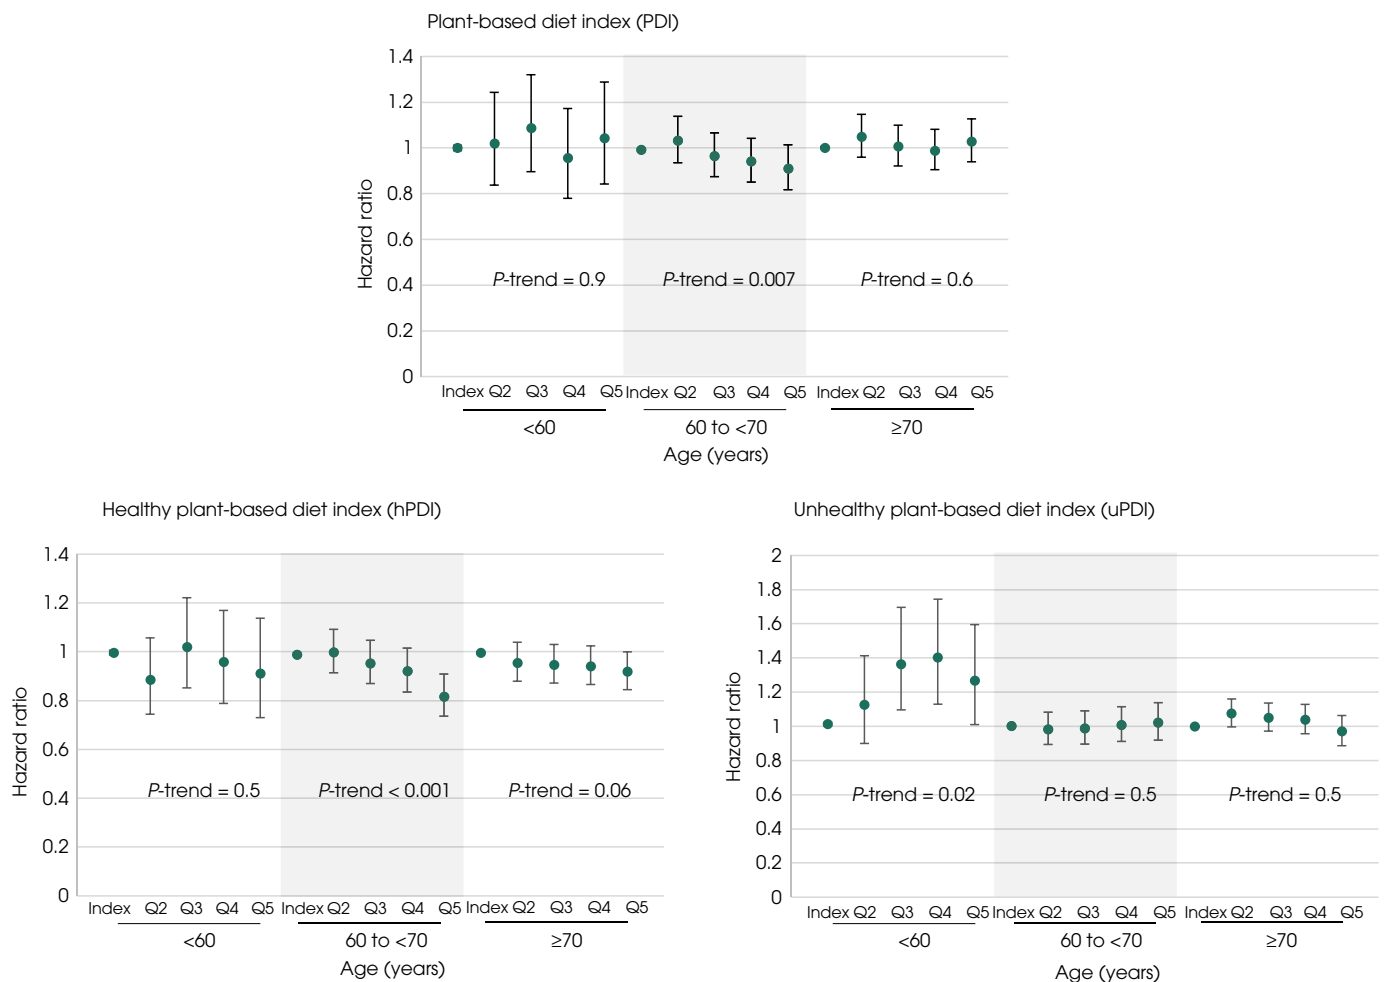 Plant-based diet index (PDI)
1.4
1.2
1
0.8
0.6
0.4
0.2
0
Hazard ratio
P-trend = 0.9
P-trend = 0.007
P-trend = 0.6
Index Q2 Q3 Q4 Q5 Index Q2 Q3 Q4 Q5 Index Q2 Q3 Q4 Q5
<60 60 to <70 ≥70
Age (years)
Healthy plant-based diet index (hPDI)
1.4
1.2
1
0.8
0.6
0.4
0.2
0
Hazard ratio
P-trend = 0.5
P-trend < 0.001
P-trend = 0.06
Index Q2 Q3 Q4 Q5 Index Q2 Q3 Q4 Q5 Index Q2 Q3 Q4 Q5
<60 60 to <70 ≥70
Age (years)
Unhealthy plant-based diet index (uPDI)
2
1.8
1.6
1.4
1.2
1
0.8
0.6
0.4
0.2
0
Hazard ratio
P-trend = 0.02
P-trend = 0.5
P-trend = 0.5
Index Q2 Q3 Q4 Q5 Index Q2 Q3 Q4 Q5 Index Q2 Q3 Q4 Q5
<60 60 to <70 ≥70
Age (years)